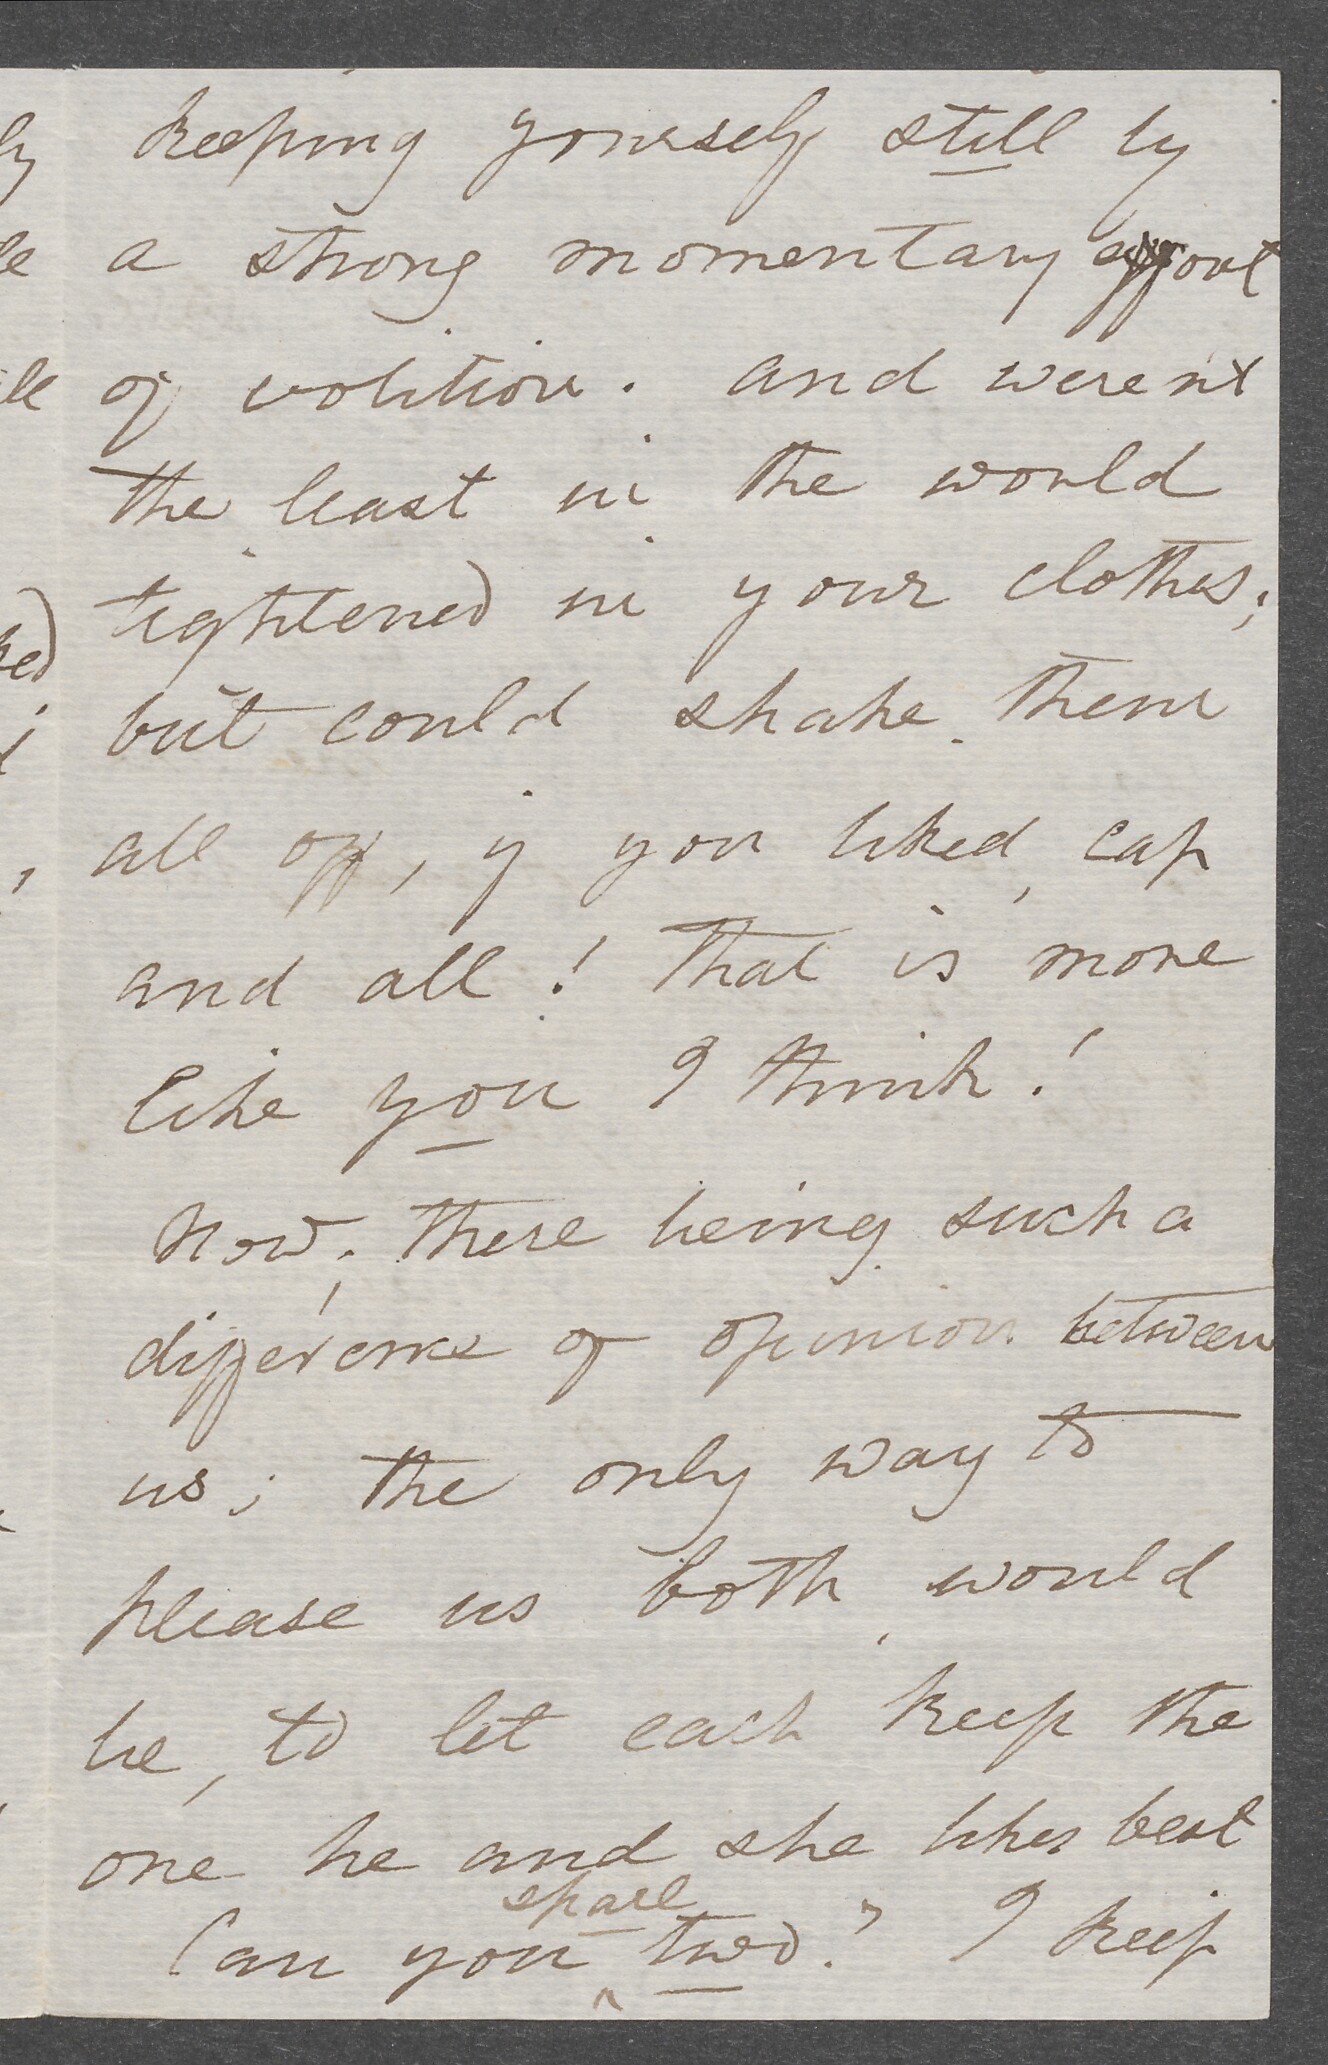 keeping yourself still by
a strong momentary effort
of volition. and weren't
the least in the world
tightened in your clothes;
but could shake them
all off, if you liked, cap
and all! That is more
like you I think!
Now, there being such a
difference of opinion between
us; the only way to
please us both, would
be, to let each keep the
one he and she likes best
spare
Can you ^ two? I keep